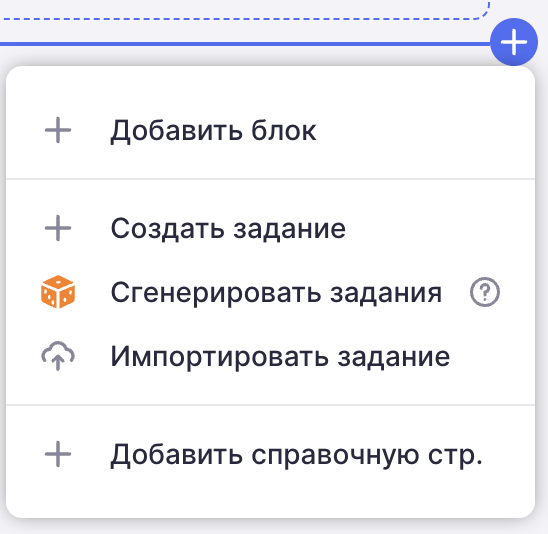 Добавить блок
Создать задание
Сгенерировать задания
Импортировать задание
Добавить справочную стр.